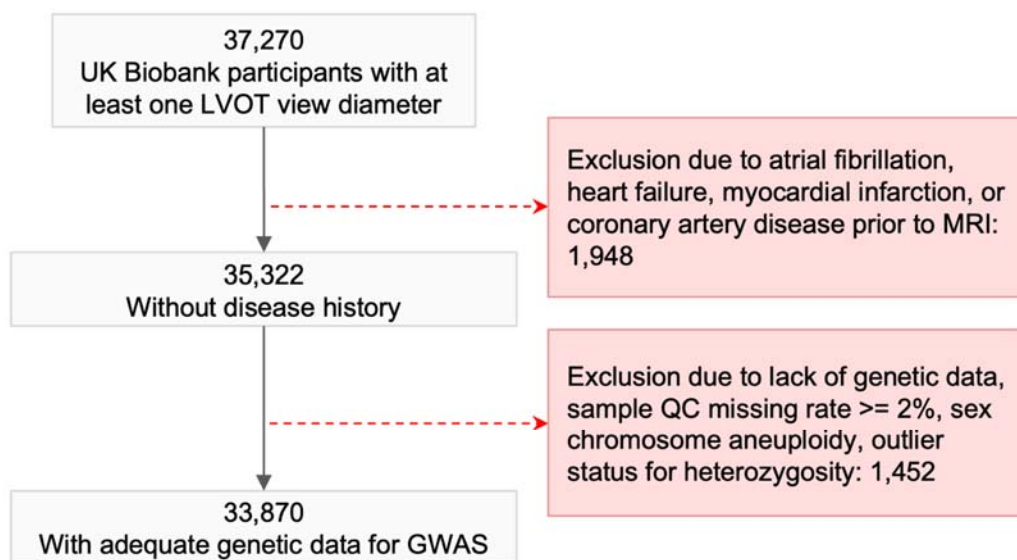 37,270
UK Biobank participants with at
least one LVOT view diameter
Exclusion due to atrial fibrillation,
heart failure, myocardial infarction, or
coronary artery disease prior to MRI:
1,948
35,322
Without disease history
Exclusion due to lack of genetic data,
sample QC missing rate >= 2%, sex
chromosome aneuploidy, outlier
status for heterozygosity: 1,452
33,870
With adequate genetic data for GWAS